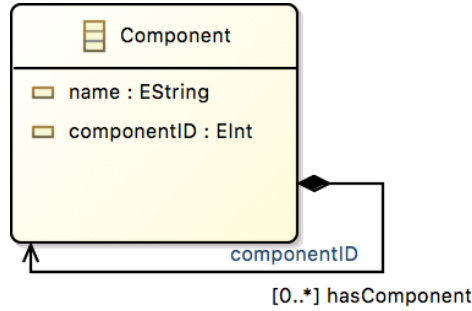 Component
name : EString
componentID : EInt
componentID
[0..*] hasComponent